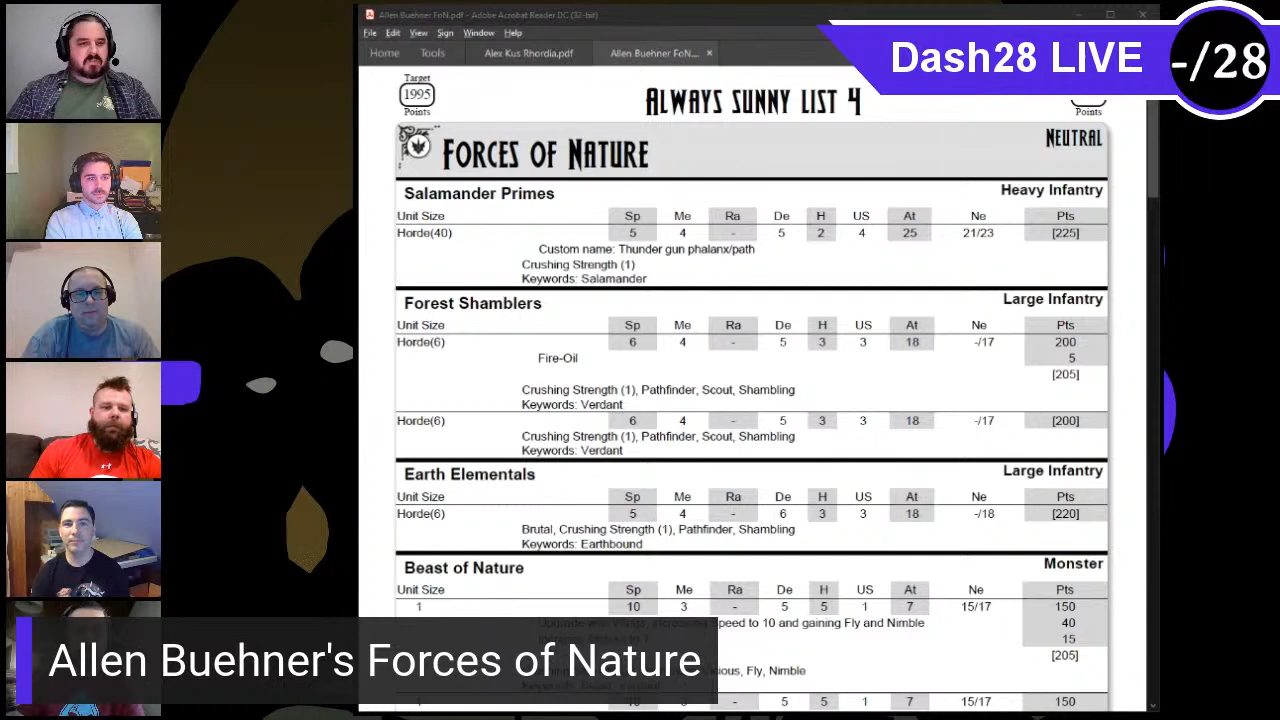 Allen Buehner FoN.pdf - Adobe Acrobat Reader DC (32-bit)
File Edit View Sign Window Help
Home Tools Alex Kus Rhordia.pdf Allen Buehner FoN... ×
Dash28 LIVE -/28
Target
1995
Points
Always Sunny List 4
Points
Forces of Nature
Neutral
Salamander Primes Heavy Infantry
Unit Size Sp Me Ra De H US At Ne Pts
Horde(40) 5 4 - 5 2 4 25 21/23 [225]
Custom name: Thunder gun phalanx/path
Crushing Strength (1)
Keywords: Salamander
Forest Shamblers Large Infantry
Unit Size Sp Me Ra De H US At Ne Pts
Horde(6) 6 4 - 5 3 3 18 -/17 200
Fire-Oil 5
[205]
Crushing Strength (1), Pathfinder, Scout, Shambling
Keywords: Verdant
Horde(6) 6 4 - 5 3 3 18 -/17 [200]
Crushing Strength (1), Pathfinder, Scout, Shambling
Keywords: Verdant
Earth Elementals Large Infantry
Unit Size Sp Me Ra De H US At Ne Pts
Horde(6) 5 4 - 6 3 3 18 -/18 [220]
Brutal, Crushing Strength (1), Pathfinder, Shambling
Keywords: Earthbound
Beast of Nature Monster
Unit Size Sp Me Ra De H US At Ne Pts
1 10 3 - 5 5 1 7 15/17 150
Speed to 10 and gaining Fly and Nimble 40
15
[205]
Fly, Nimble
1 10 3 - 5 5 1 7 15/17 150
Allen Buehner's Forces of Nature